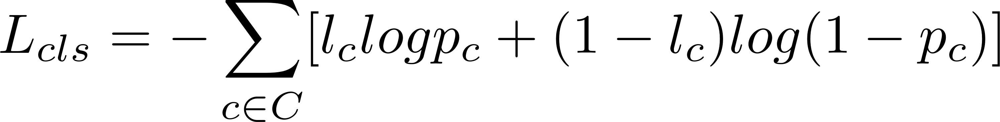 L_{cls} = -\sum_{c \in C} [l_c log p_c + (1 - l_c) log(1 - p_c)]